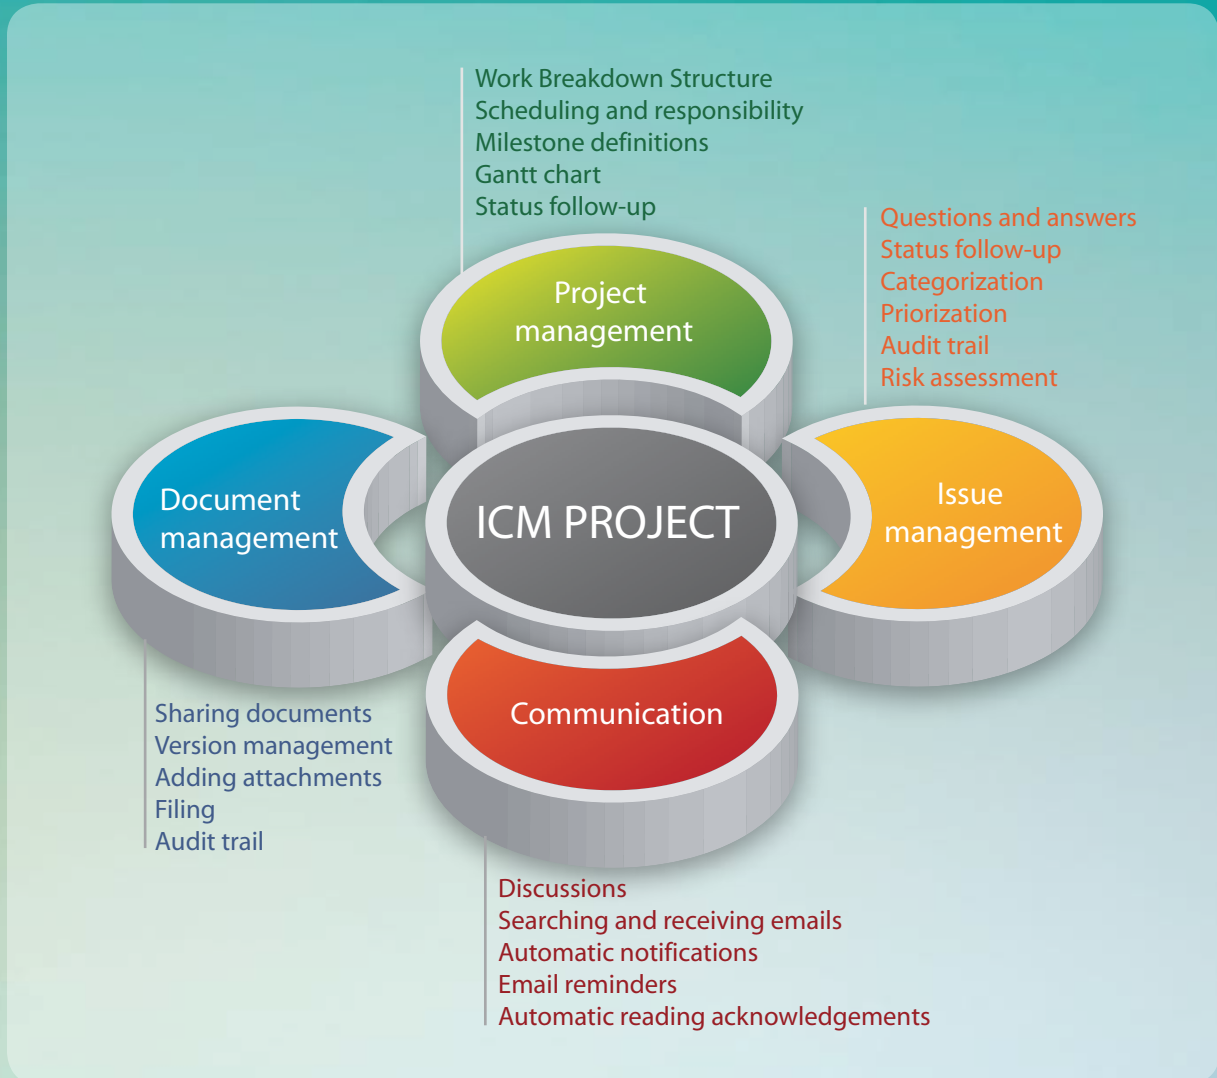 Work Breakdown Structure
Scheduling and responsibility
Milestone definitions
Gantt chart
Status follow-up
Questions and answers
Status follow-up
Categorization
Priorization
Audit trail
Risk assessment
Project
management
Document
management
ICM PROJECT
Issue
management
Communication
Sharing documents
Version management
Adding attachments
Filing
Audit trail
Discussions
Searching and receiving emails
Automatic notifications
Email reminders
Automatic reading acknowledgements